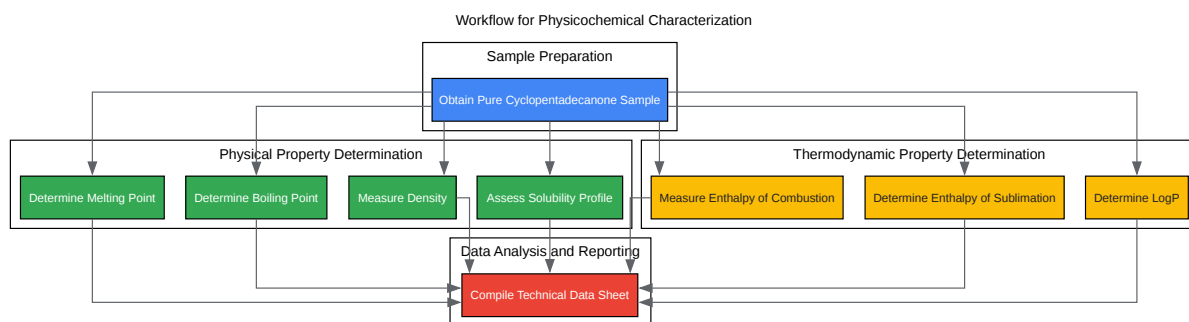 Workflow for Physicochemical Characterization
Sample Preparation
Obtain Pure Cyclopentadecanone Sample
Physical Property Determination
Thermodynamic Property Determination
Determine Melting Point
Determine Boiling Point
Measure Density
Assess Solubility Profile
Measure Enthalpy of Combustion
Determine Enthalpy of Sublimation
Determine LogP
Data Analysis and Reporting
Compile Technical Data Sheet